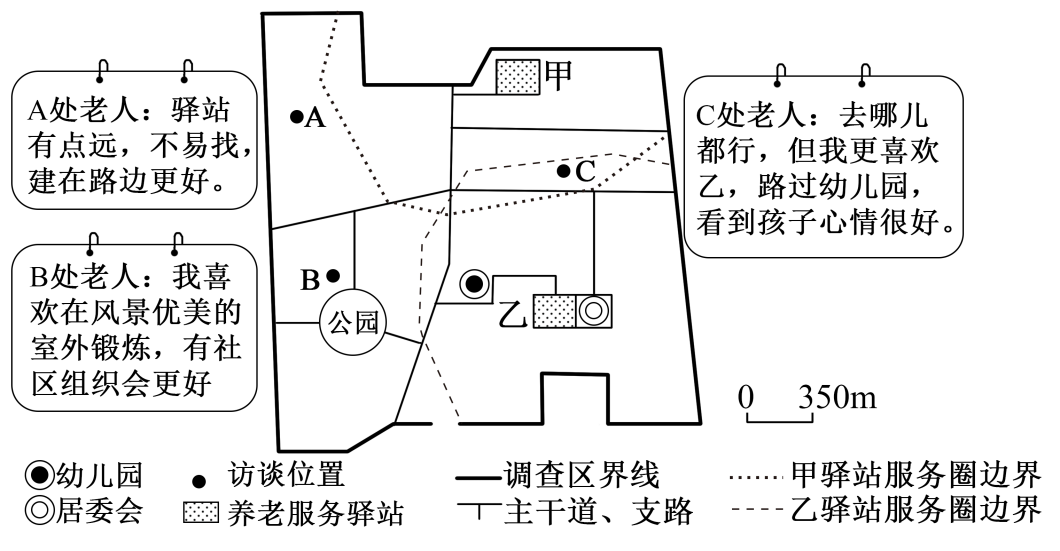 A处老人：驿站
有点远，不易找，
建在路边更好。
B处老人：我喜
欢在风景优美的
室外锻炼，有社
区组织会更好
A
甲
C
B
公园
乙
C处老人：去哪儿
都行，但我更喜欢
乙，路过幼儿园，
看到孩子心情很好。
0 350m
幼儿园 访谈位置 调查区界线 甲驿站服务圈边界
居委会 养老服务驿站 主干道、支路 乙驿站服务圈边界